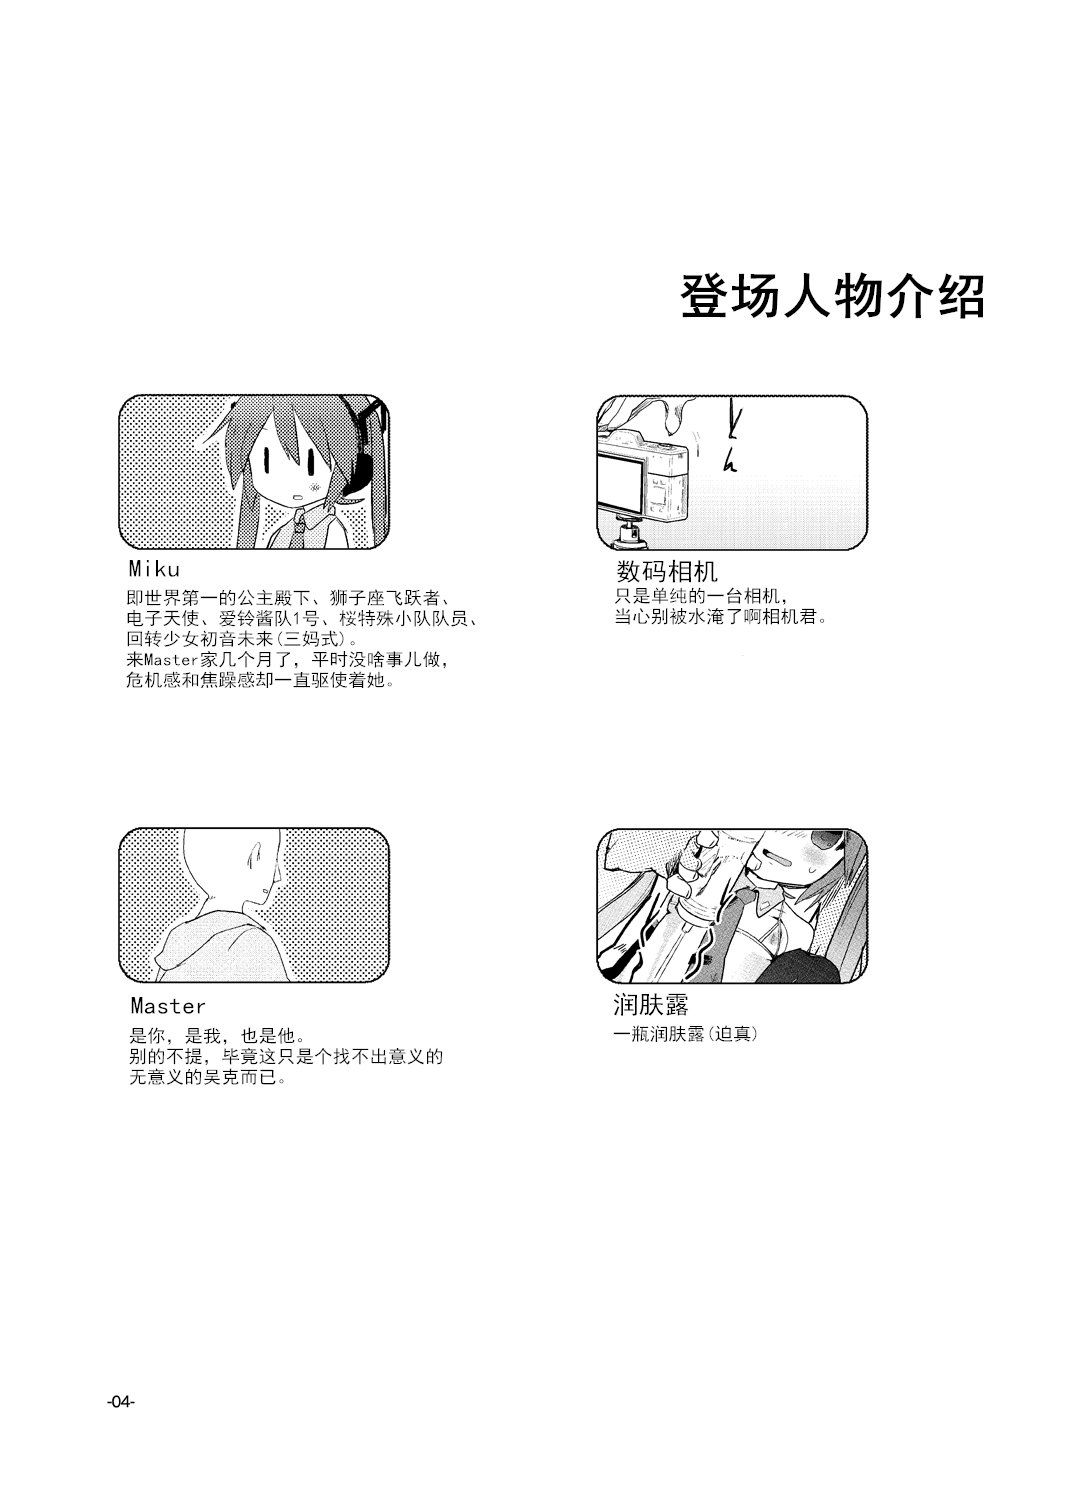 登场人物介绍
Miku
即世界第一的公主殿下、狮子座飞跃者、
电子天使、爱铃酱队1号、桜特殊小队队员、
回转少女初音未来(三妈式)。
来Master家几个月了，平时没啥事儿做，
危机感和焦躁感却一直驱使着她。
数码相机
只是单纯的一台相机，
当心别被水淹了啊相机君。
Master
是你，是我，也是他。
别的不提，毕竟这只是个找不出意义的
无意义的吴克而已。
润肤露
一瓶润肤露(迫真)
-04-